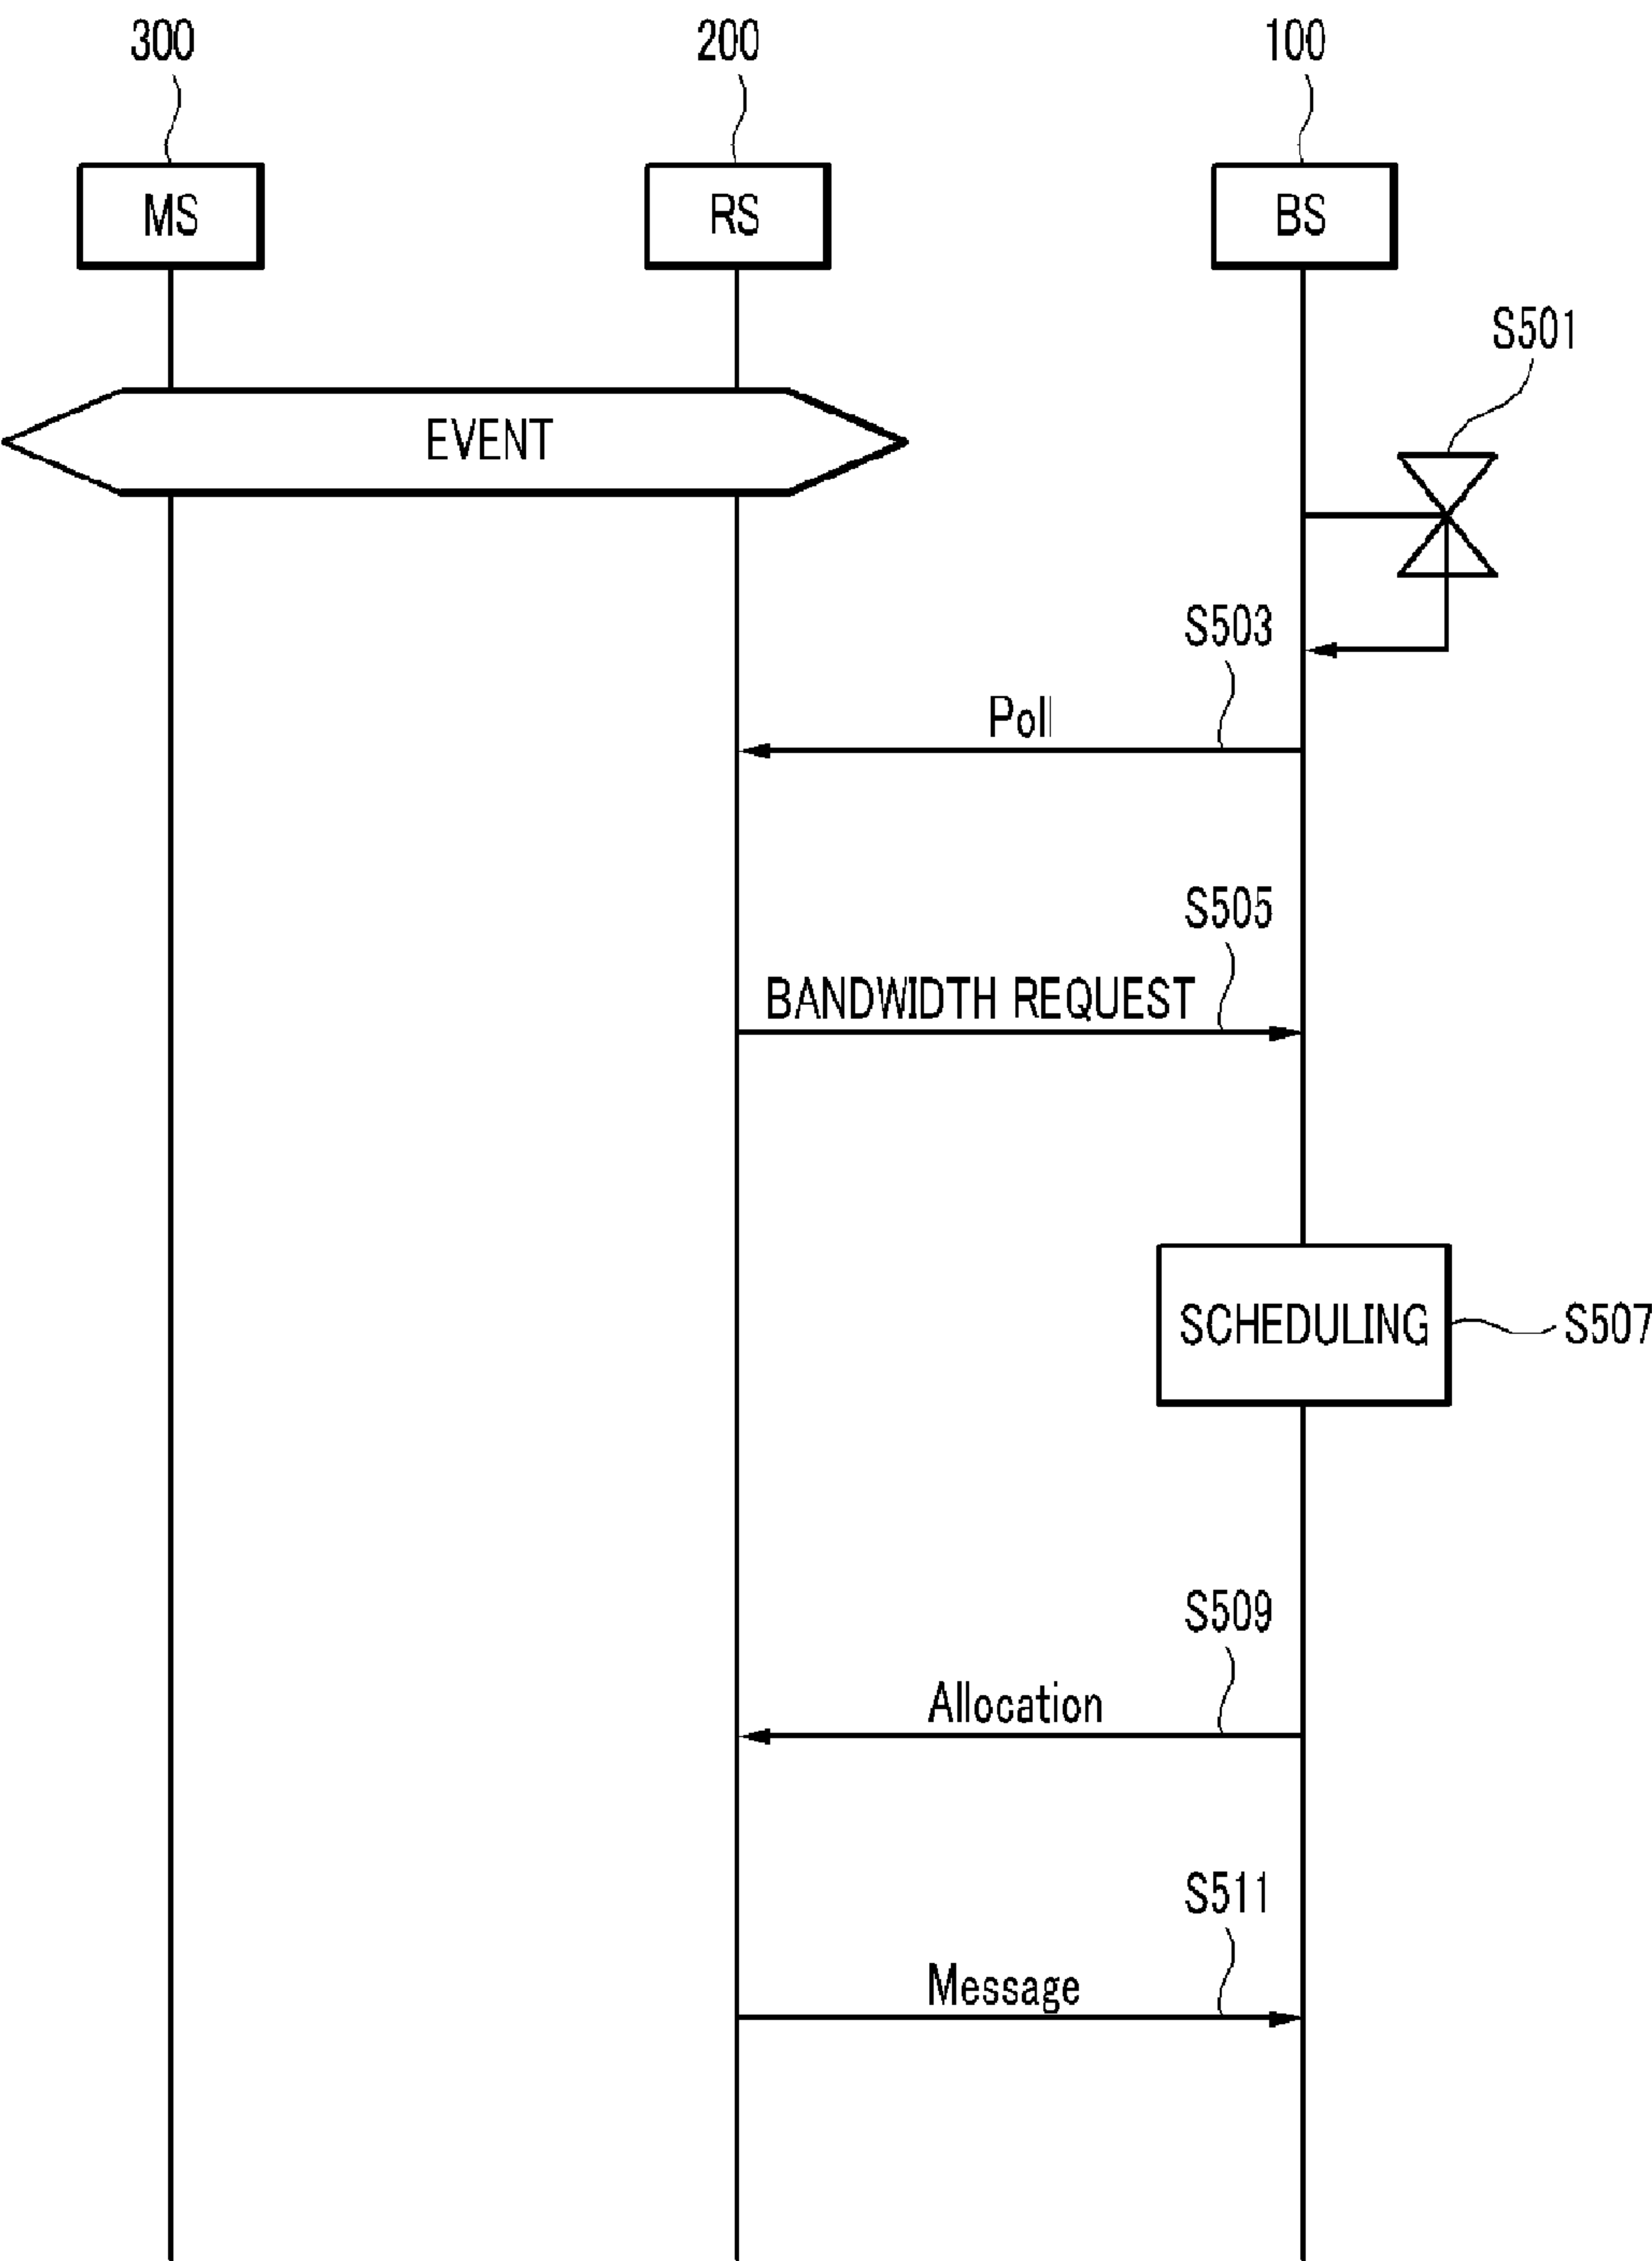 300 200 100
MS RS BS
S501
EVENT
S503
Poll
S505
BANDWIDTH REQUEST
SCHEDULING S507
S509
Allocation
S511
Message